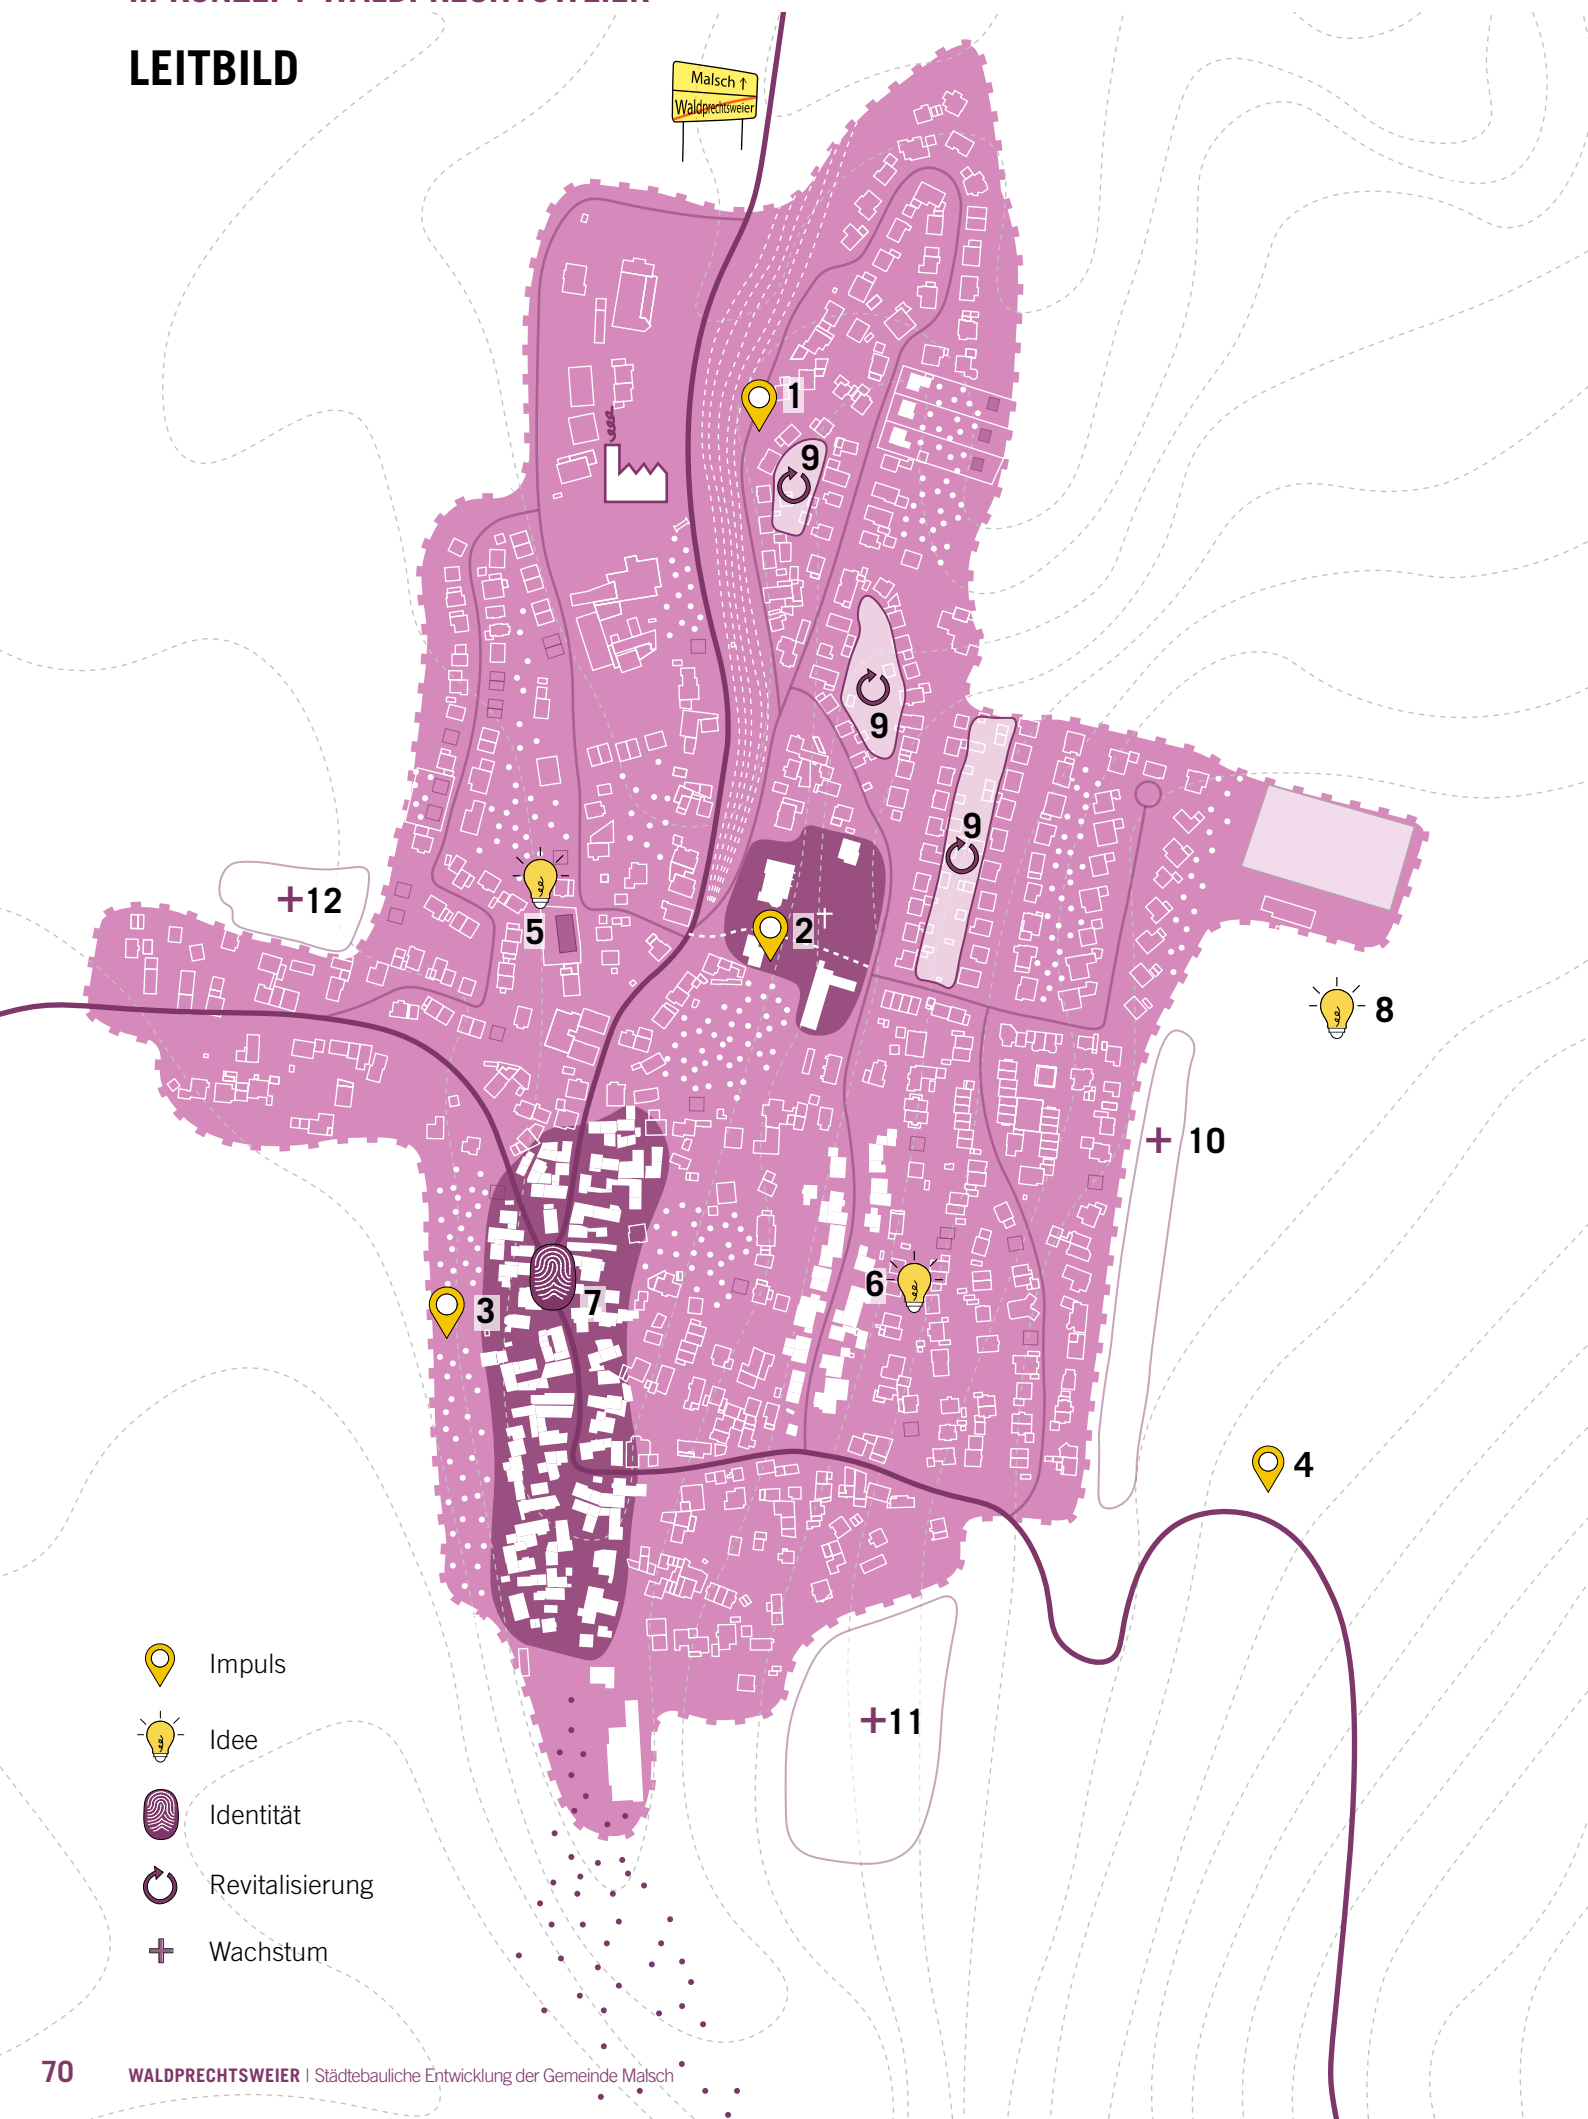 LEITBILD
Malsch ↑
Waldprechtsweier
1
9
9
9
+12
5
2
8
+ 10
6
3
7
4
+11
Impuls
Idee
Identität
Revitalisierung
Wachstum
70 WALDPRECHTSWEIER | Städtebauliche Entwicklung der Gemeinde Malsch